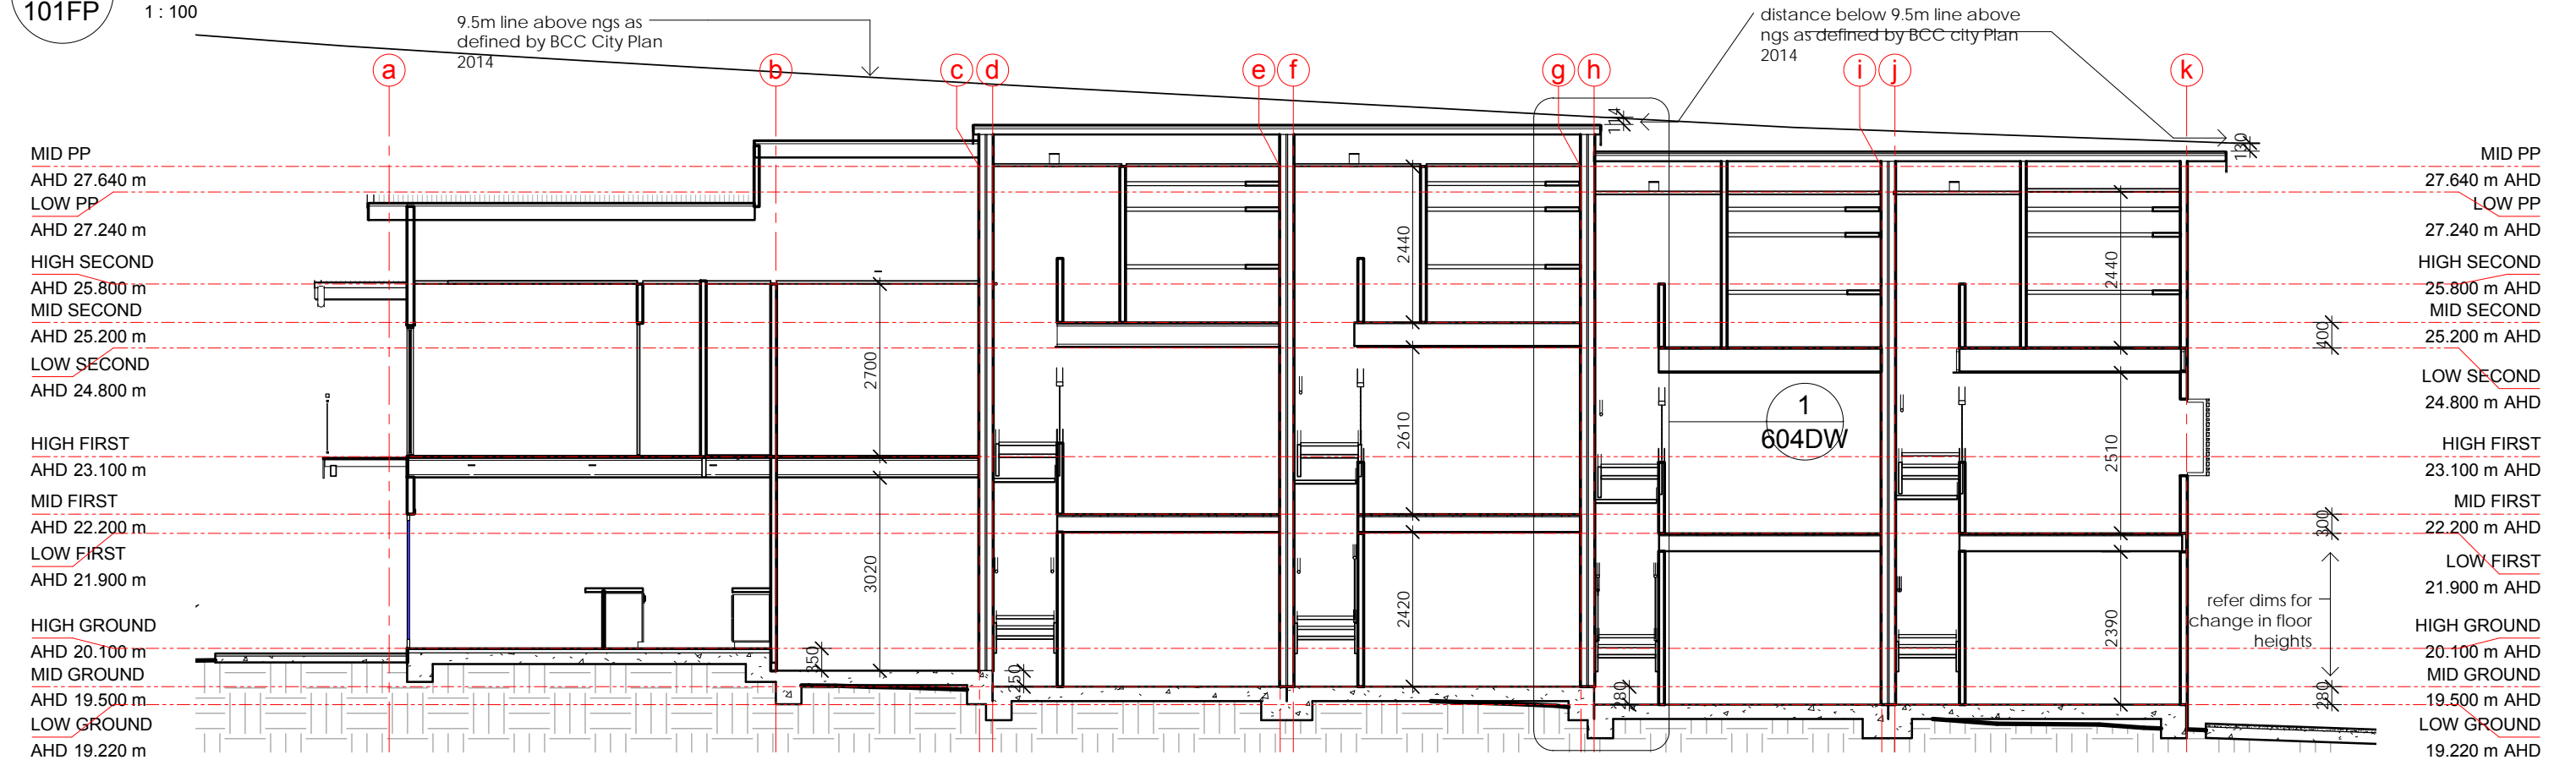 101FP
1 : 100
9.5m line above ngs as
defined by BCC City Plan
2014
distance below 9.5m line above
ngs as defined by BCC city Plan
2014
a
b
c
d
e
f
g
h
i
j
k
114
130
MID PP
AHD 27.640 m
LOW PP
AHD 27.240 m
HIGH SECOND
AHD 25.800 m
MID SECOND
AHD 25.200 m
LOW SECOND
AHD 24.800 m
HIGH FIRST
AHD 23.100 m
MID FIRST
AHD 22.200 m
LOW FIRST
AHD 21.900 m
HIGH GROUND
AHD 20.100 m
MID GROUND
AHD 19.500 m
LOW GROUND
AHD 19.220 m
2700
3020
350
250
2440
2610
2420
280
1
604DW
2440
2510
2390
400
300
refer dims for
change in floor
heights
280
MID PP
27.640 m AHD
LOW PP
27.240 m AHD
HIGH SECOND
25.800 m AHD
MID SECOND
25.200 m AHD
LOW SECOND
24.800 m AHD
HIGH FIRST
23.100 m AHD
MID FIRST
22.200 m AHD
LOW FIRST
21.900 m AHD
HIGH GROUND
20.100 m AHD
MID GROUND
19.500 m AHD
LOW GROUND
19.220 m AHD